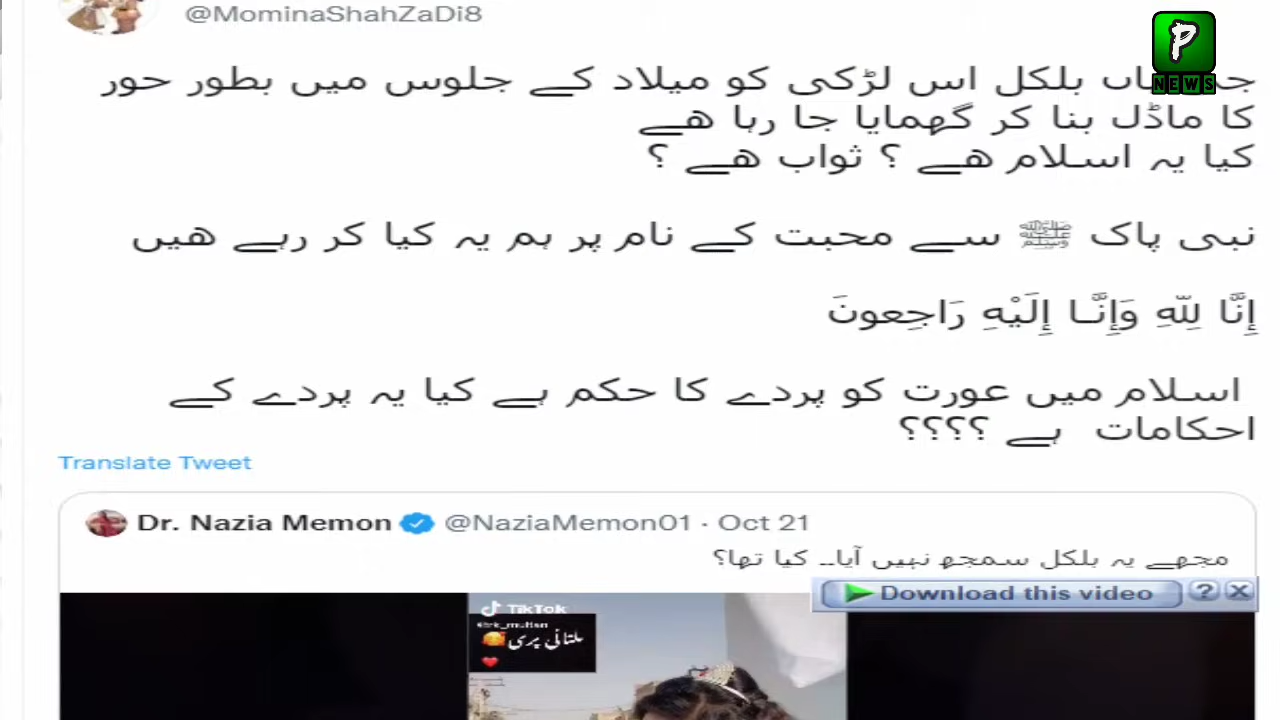 @MominaShahZaDi8
P
NEWS
بلکل اس لڑکی کو میلاد کے جلوس میں بطور حور
کا ماڈل بنا کر گھمایا جا رہا ھے
کیا یہ اسلام ھے ؟ ثواب ھے ؟
نبی پاک ﷺ سے محبت کے نام پر ہم یہ کیا کر رہے ھیں
إِنَّا لِلّهِ وَإِنَّـا إِلَيْهِ رَاجِعونَ
اسلام میں عورت کو پردے کا حکم ہے کیا یہ پردے کے
احکامات ہے ؟؟؟؟
Translate Tweet
Dr. Nazia Memon @NaziaMemon01 · Oct 21
مجھے یہ بلکل سمجھ نہیں آیا.. کیا تھا؟
Download this video ? X
TikTok
ملتانی پری 🥰
❤️